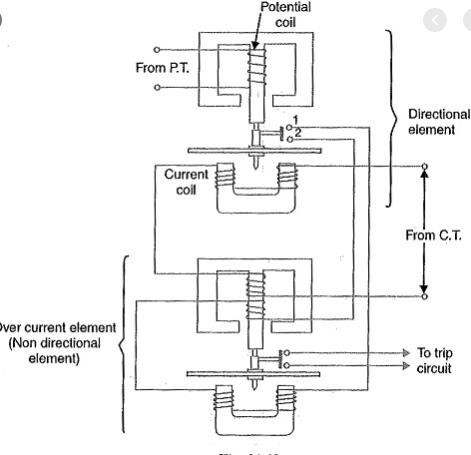 Potential
coil
From P.T.
1
2
Directional
element
Current
coil
From C.T.
Over current element
(Non directional
element)
To trip
circuit